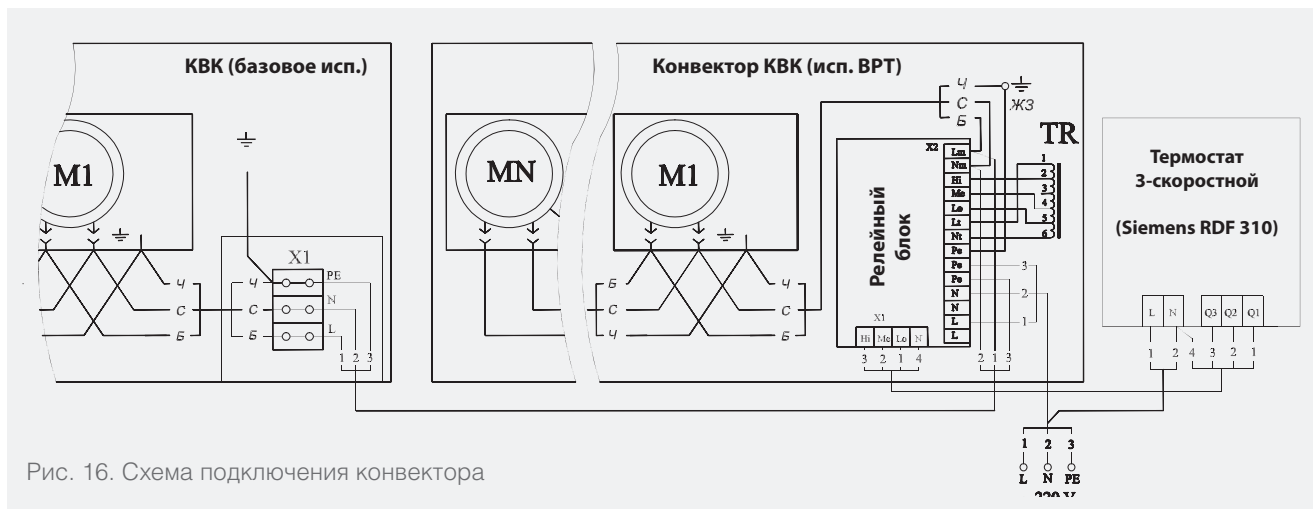 КВК (базовое исп.)
M1
X1
Ч
С
Б
Ч
С
Б
PE
N
L
1 2 3
Конвектор КВК (исп. ВРТ)
MN
M1
Б
С
Ч
Ч
С
Б
Ч
С
Б
ЖЗ
Релейный
блок
X2
Lm
Nm
Hi
Me
Lo
Lt
Nt
Pe
Pe
Pe
N
N
L
L
X1
Hi Me Lo N
3 2 1 4
3
2
1
2 1 3
TR
1
2
3
4
5
6
Термостат
3-скоростной
(Siemens RDF 310)
L N Q3 Q2 Q1
1 2 4 3 2 1
1 2 3
L N PE
220 V
Рис. 16. Схема подключения конвектора